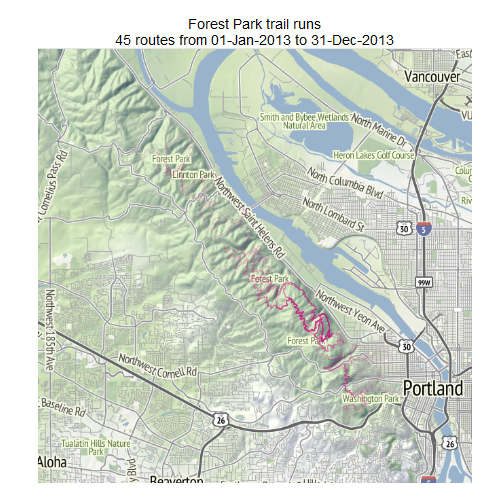 Forest Park trail runs
45 routes from 01-Jan-2013 to 31-Dec-2013
Vancouver
Smith and Bybee Wetlands
Natural Area
North Marine Dr
Heron Lakes Golf Course
Forest Park
Linnton Park
North Columbia Blvd
North Lombard St
Northwest Saint Helens Rd
Cornelius Pass Rd
30
5
99W
Forest Park
Northwest Yeon Ave
Northwest 185th Ave
Forest Pa
30
Northwest Cornell Rd
Portland
Washington Park
Baseline Rd
26
26
Tualatin Hills Nature
Park
Aloha
Beaverton